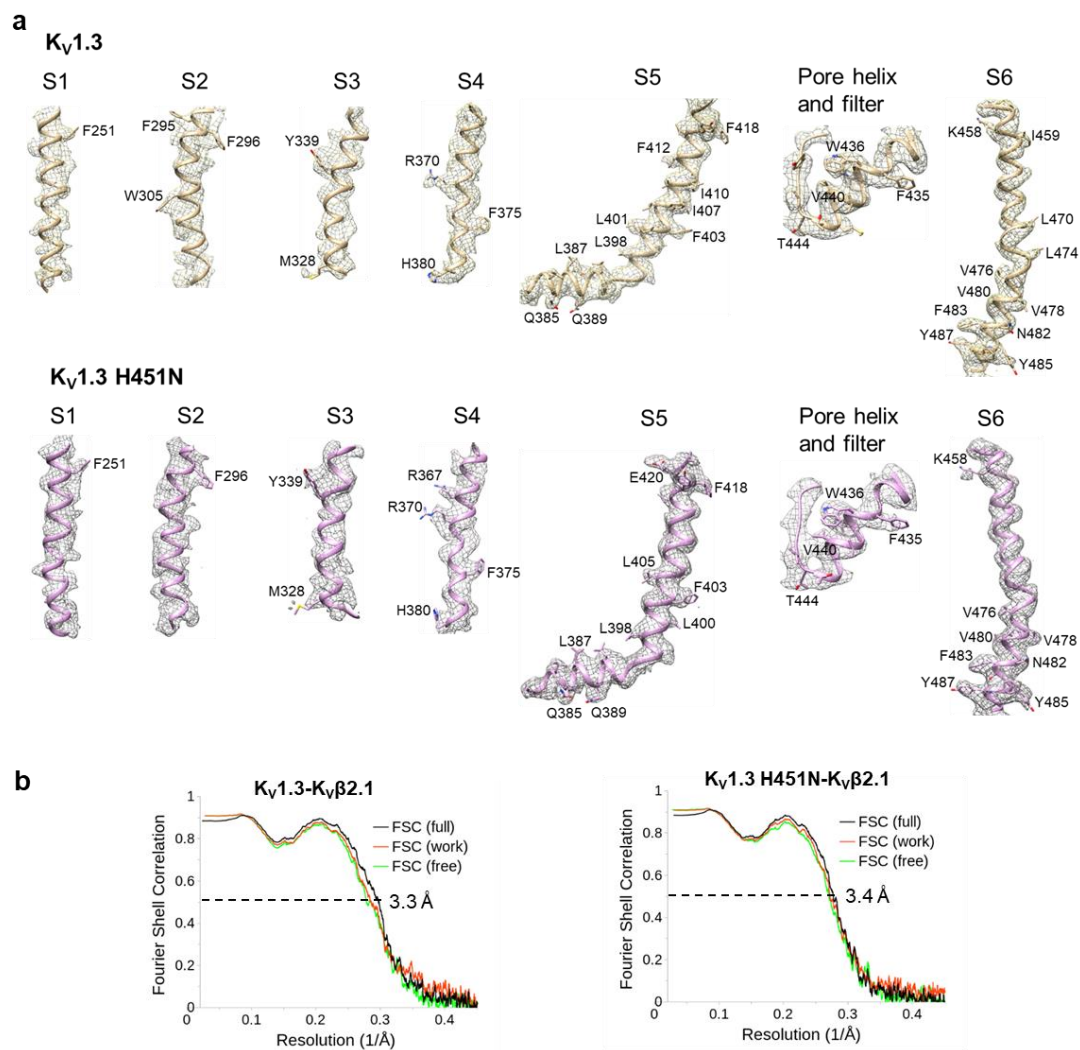 a
K_V1.3
S1
S2
S3
S4
S5
Pore helix
and filter
S6
F251
F295
F296
W305
Y339
M328
R370
F375
H380
F418
F412
I410
I407
L401
F403
L398
L387
Q385
Q389
W436
V440
F435
T444
K458
I459
L470
L474
V476
V480
V478
F483
N482
Y487
Y485
K_V1.3 H451N
S1
S2
S3
S4
S5
Pore helix
and filter
S6
F251
F296
Y339
M328
R367
R370
F375
H380
E420
F418
L405
F403
L400
L398
L387
Q385
Q389
W436
V440
F435
T444
K458
V476
V480
V478
F483
N482
Y487
Y485
b
K_V1.3-K_Vβ2.1
Fourier Shell Correlation
1
0.8
0.6
0.4
0.2
0
0
0.1
0.2
0.3
0.4
Resolution (1/Å)
FSC (full)
FSC (work)
FSC (free)
3.3 Å
K_V1.3 H451N-K_Vβ2.1
Fourier Shell Correlation
1
0.8
0.6
0.4
0.2
0
0
0.1
0.2
0.3
0.4
Resolution (1/Å)
FSC (full)
FSC (work)
FSC (free)
3.4 Å